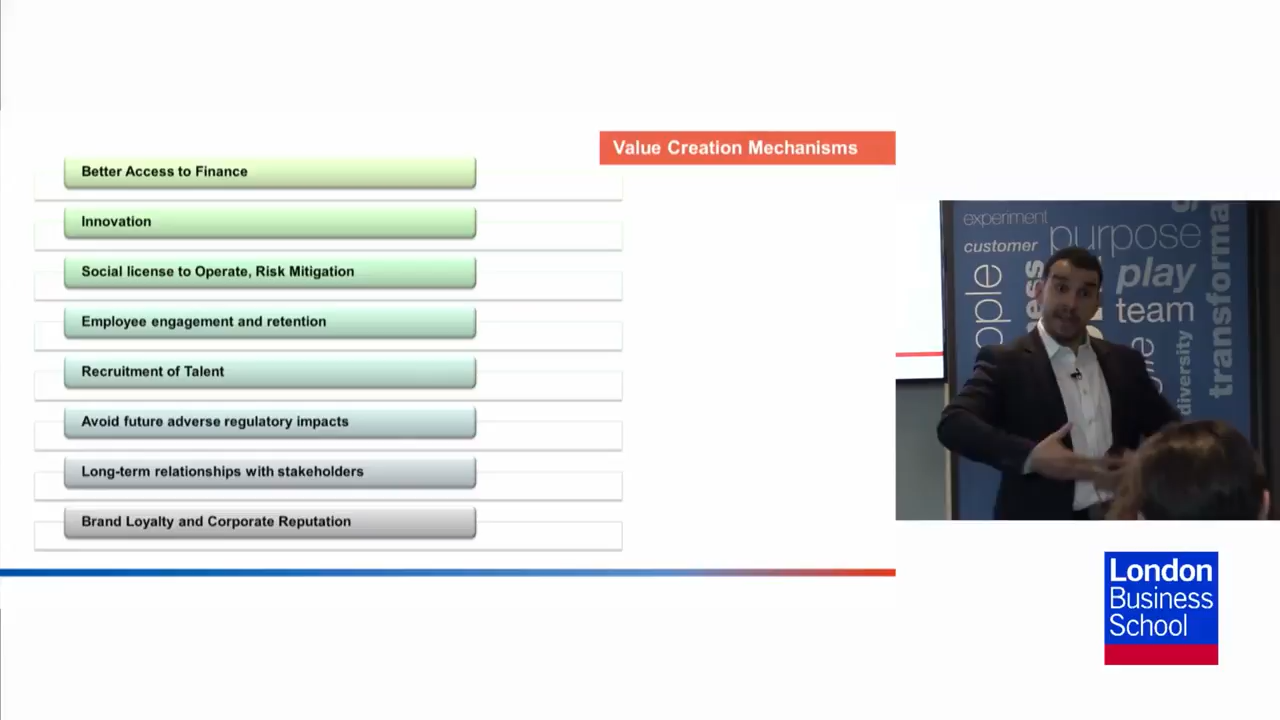 Value Creation Mechanisms
Better Access to Finance
Innovation
Social license to Operate, Risk Mitigation
Employee engagement and retention
Recruitment of Talent
Avoid future adverse regulatory impacts
Long-term relationships with stakeholders
Brand Loyalty and Corporate Reputation
experiment
customer
purpose
play
team
diversity
London
Business
School